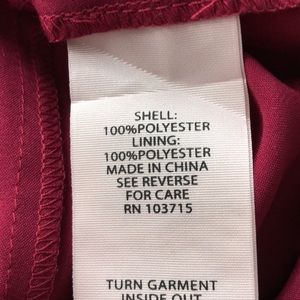 SHELL:
100%POLYESTER
LINING:
100%POLYESTER
MADE IN CHINA
SEE REVERSE
FOR CARE
RN 103715
TURN GARMENT
INSIDE OUT